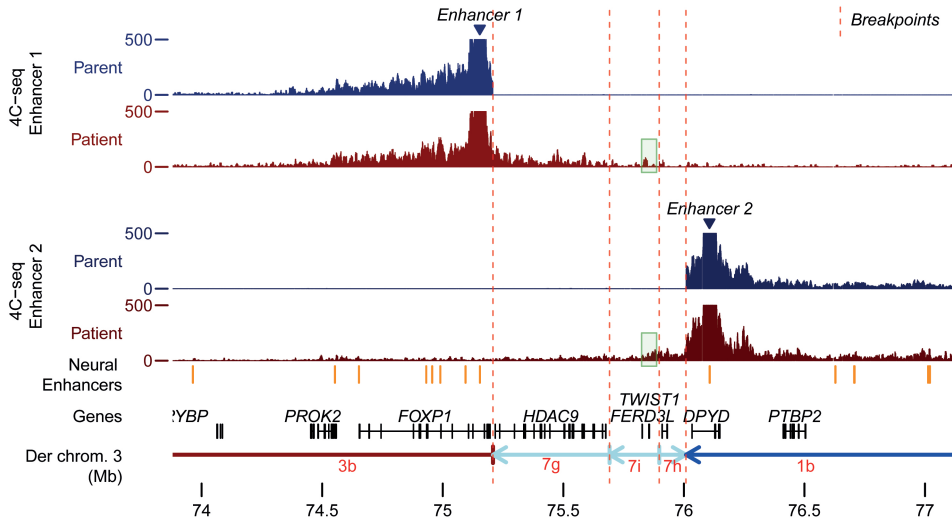 Enhancer 1
Breakpoints
4C−seq
Enhancer 1
Parent
500
0
Patient
500
0
Enhancer 2
4C−seq
Enhancer 2
Parent
500
0
Patient
500
0
Neural
Enhancers
TWIST1
Genes
RYBP PROK2 FOXP1 HDAC9 FERD3L DPYD PTBP2
Der chrom. 3
(Mb)
3b 7g 7i 7h 1b
74 74.5 75 75.5 76 76.5 77